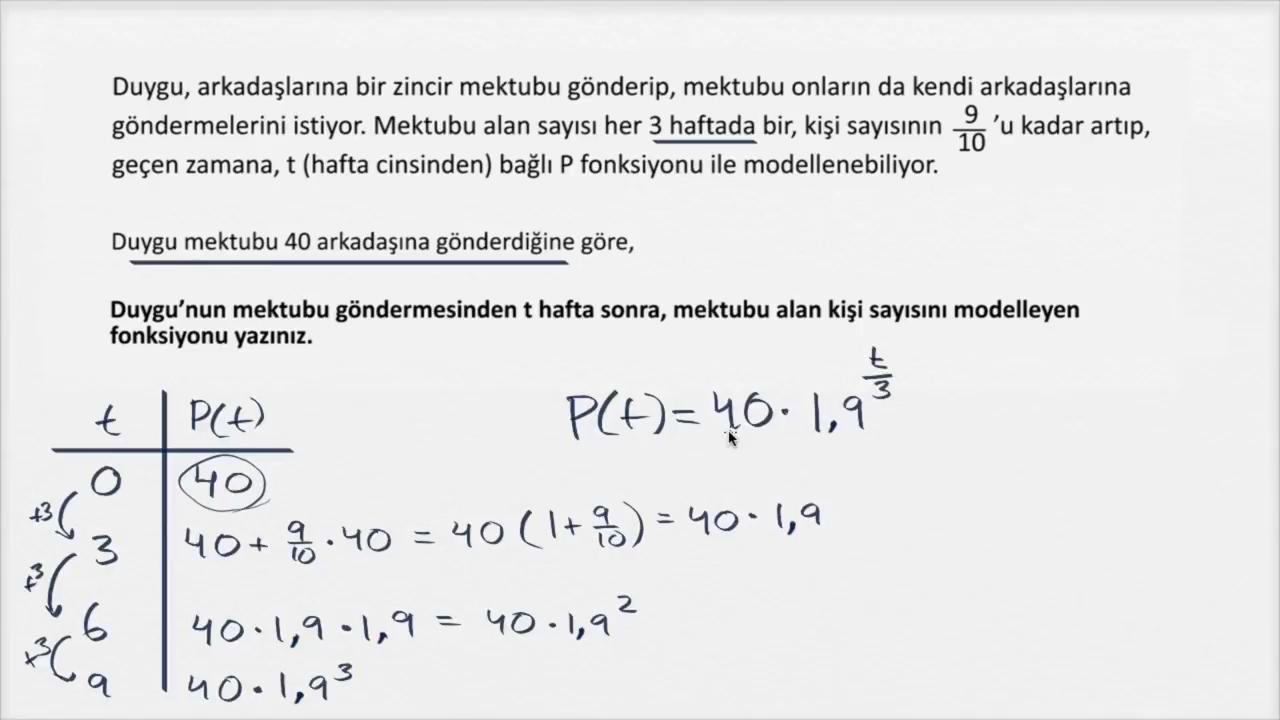 Duygu, arkadaşlarına bir zincir mektubu gönderip, mektubu onların da kendi arkadaşlarına
göndermelerini istiyor. Mektubu alan sayısı her 3 haftada bir, kişi sayısının 9/10 'u kadar artıp,
geçen zamana, t (hafta cinsinden) bağlı P fonksiyonu ile modellenebiliyor.
Duygu mektubu 40 arkadaşına gönderdiğine göre,
Duygu'nun mektubu göndermesinden t hafta sonra, mektubu alan kişi sayısını modelleyen
fonksiyonu yazınız.
P(t) = 40 · 1,9^(t/3)
t P(t)
0 40
+3
3 40 + 9/10 · 40 = 40 (1 + 9/10) = 40 · 1,9
+3
6 40 · 1,9 · 1,9 = 40 · 1,9^2
+3
9 40 · 1,9^3